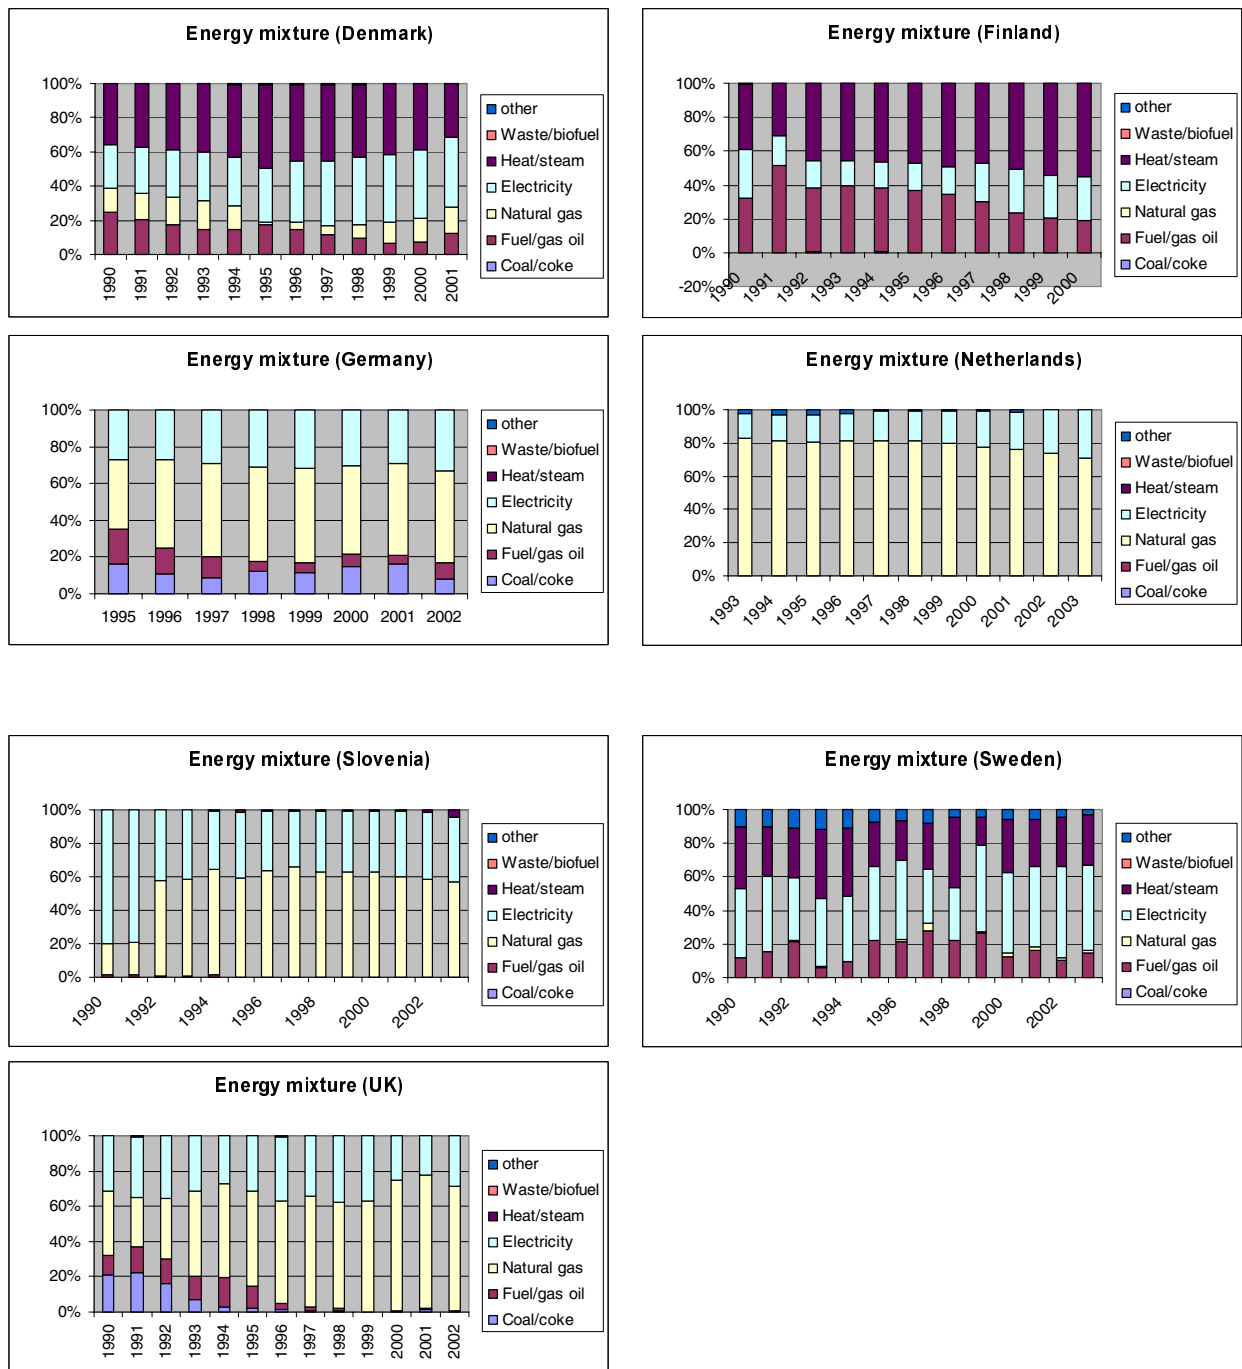 Energy mixture (Denmark)
100%
80%
60%
40%
20%
0%
1990 1991 1992 1993 1994 1995 1996 1997 1998 1999 2000 2001
other
Waste/biofuel
Heat/steam
Electricity
Natural gas
Fuel/gas oil
Coal/coke
Energy mixture (Finland)
100%
80%
60%
40%
20%
0%
-20%
1990 1991 1992 1993 1994 1995 1996 1997 1998 1999 2000
other
Waste/biofuel
Heat/steam
Electricity
Natural gas
Fuel/gas oil
Coal/coke
Energy mixture (Germany)
100%
80%
60%
40%
20%
0%
1995 1996 1997 1998 1999 2000 2001 2002
other
Waste/biofuel
Heat/steam
Electricity
Natural gas
Fuel/gas oil
Coal/coke
Energy mixture (Netherlands)
100%
80%
60%
40%
20%
0%
1993 1994 1995 1996 1997 1998 1999 2000 2001 2002 2003
other
Waste/biofuel
Heat/steam
Electricity
Natural gas
Fuel/gas oil
Coal/coke
Energy mixture (Slovenia)
100%
80%
60%
40%
20%
0%
1990 1992 1994 1996 1998 2000 2002
other
Waste/biofuel
Heat/steam
Electricity
Natural gas
Fuel/gas oil
Coal/coke
Energy mixture (Sweden)
100%
80%
60%
40%
20%
0%
1990 1992 1994 1996 1998 2000 2002
other
Waste/biofuel
Heat/steam
Electricity
Natural gas
Fuel/gas oil
Coal/coke
Energy mixture (UK)
100%
80%
60%
40%
20%
0%
1990 1991 1992 1993 1994 1995 1996 1997 1998 1999 2000 2001 2002
other
Waste/biofuel
Heat/steam
Electricity
Natural gas
Fuel/gas oil
Coal/coke